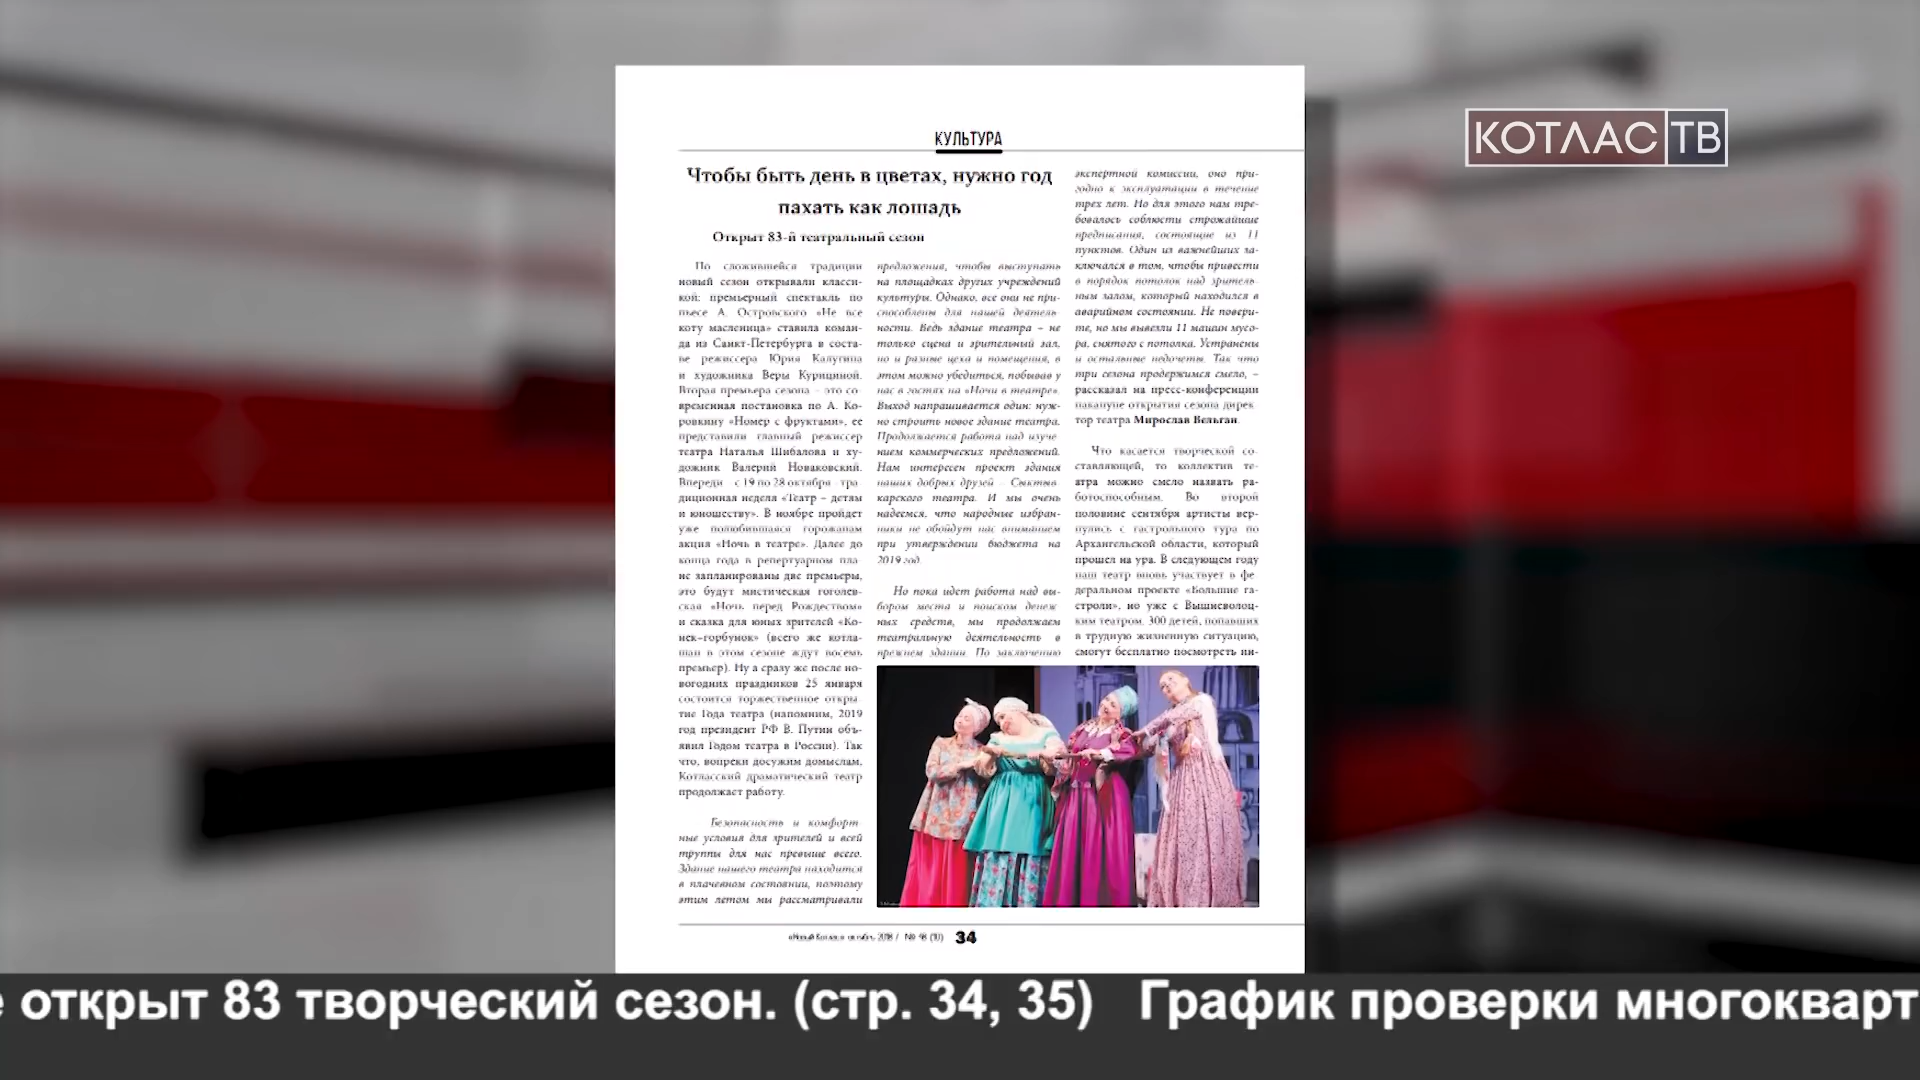 КОТЛАС ТВ
КУЛЬТУРА
Чтобы быть день в цветах, нужно год
пахать как лошадь
Открыт 83-й театральный сезон
По сложившейся традиции
новый сезон открывали класси-
кой: премьерный спектакль по
пьесе А. Островского «Не все
коту масленица» ставила коман-
да из Санкт-Петербурга в соста-
ве режиссера Юрия Калугина
и художника Веры Курициной.
Вторая премьера сезона – это со-
временная постановка по А. Ко-
ровкину «Номер с фруктами», ее
представили главный режиссер
театра Наталья Шибалова и ху-
дожник Валерий Новаковский.
Впереди – с 19 по 28 октября – тра-
диционная неделя «Театр – детям
и юношеству». В ноябре пройдет
уже полюбившаяся горожанам
акция «Ночь в театре». Далее до
конца года в репертуарном пла-
не запланированы две премьеры,
это будут мистическая гоголев-
ская «Ночь перед Рождеством»
и сказка для юных зрителей «Ко-
нек-горбунок» (всего же котла-
шан в этом сезоне ждут восемь
премьер). Ну а сразу же после но-
вогодних праздников 25 января
состоится торжественное откры-
тие Года театра (напомним, 2019
год президент РФ В. Путин объ-
явил Годом театра в России). Так
что, вопреки досужим домыслам,
Котласский драматический театр
продолжает работу.
Безопасность и комфорт-
ные условия для зрителей и всей
труппы для нас превыше всего.
Здание нашего театра находится
в плачевном состоянии, поэтому
этим летом мы рассматривали
предложения, чтобы выступать
на площадках других учреждений
культуры. Однако, все они не при-
способлены для нашей деятель-
ности. Ведь здание театра – не
только сцена и зрительный зал,
но и разные цеха и помещения, в
этом можно убедиться, побывав у
нас в гостях на «Ночи в театре».
Выход напрашивается один: нуж-
но строить новое здание театра.
Продолжается работа над изуче-
нием коммерческих предложений.
Нам интересен проект здания
наших добрых друзей – Сыктыв-
карского театра. И мы очень
надеемся, что народные избран-
ники не обойдут нас вниманием
при утверждении бюджета на
2019 год.
Но пока идет работа над вы-
бором места и поиском денеж-
ных средств, мы продолжаем
театральную деятельность в
прежнем здании. По заключению
экспертной комиссии, оно при-
годно к эксплуатации в течение
трех лет. Но для этого нам тре-
бовалось соблюсти строжайшие
предписания, состоящие из 11
пунктов. Один из важнейших за-
ключался в том, чтобы привести
в порядок потолок над зритель-
ным залом, который находился в
аварийном состоянии. Не повери-
те, но мы вывезли 11 машин мусо-
ра, снятого с потолка. Устранены
и остальные недочеты. Так что
три сезона продержимся смело, –
рассказал на пресс-конференции
накануне открытия сезона дирек-
тор театра Мирослав Вельган.
Что касается творческой со-
ставляющей, то коллектив те-
атра можно смело назвать ра-
ботоспособным. Во второй
половине сентября артисты вер-
нулись с гастрольного тура по
Архангельской области, который
прошел на ура. В следующем году
наш театр вновь участвует в фе-
деральном проекте «Большие га-
строли», но уже с Вышневолоц-
ким театром. 300 детей, попавших
в трудную жизненную ситуацию,
смогут бесплатно посмотреть ин-
«Новый Котлас» октябрь 2018 / № 98 (10) 34
е открыт 83 творческий сезон. (стр. 34, 35) График проверки многокварт